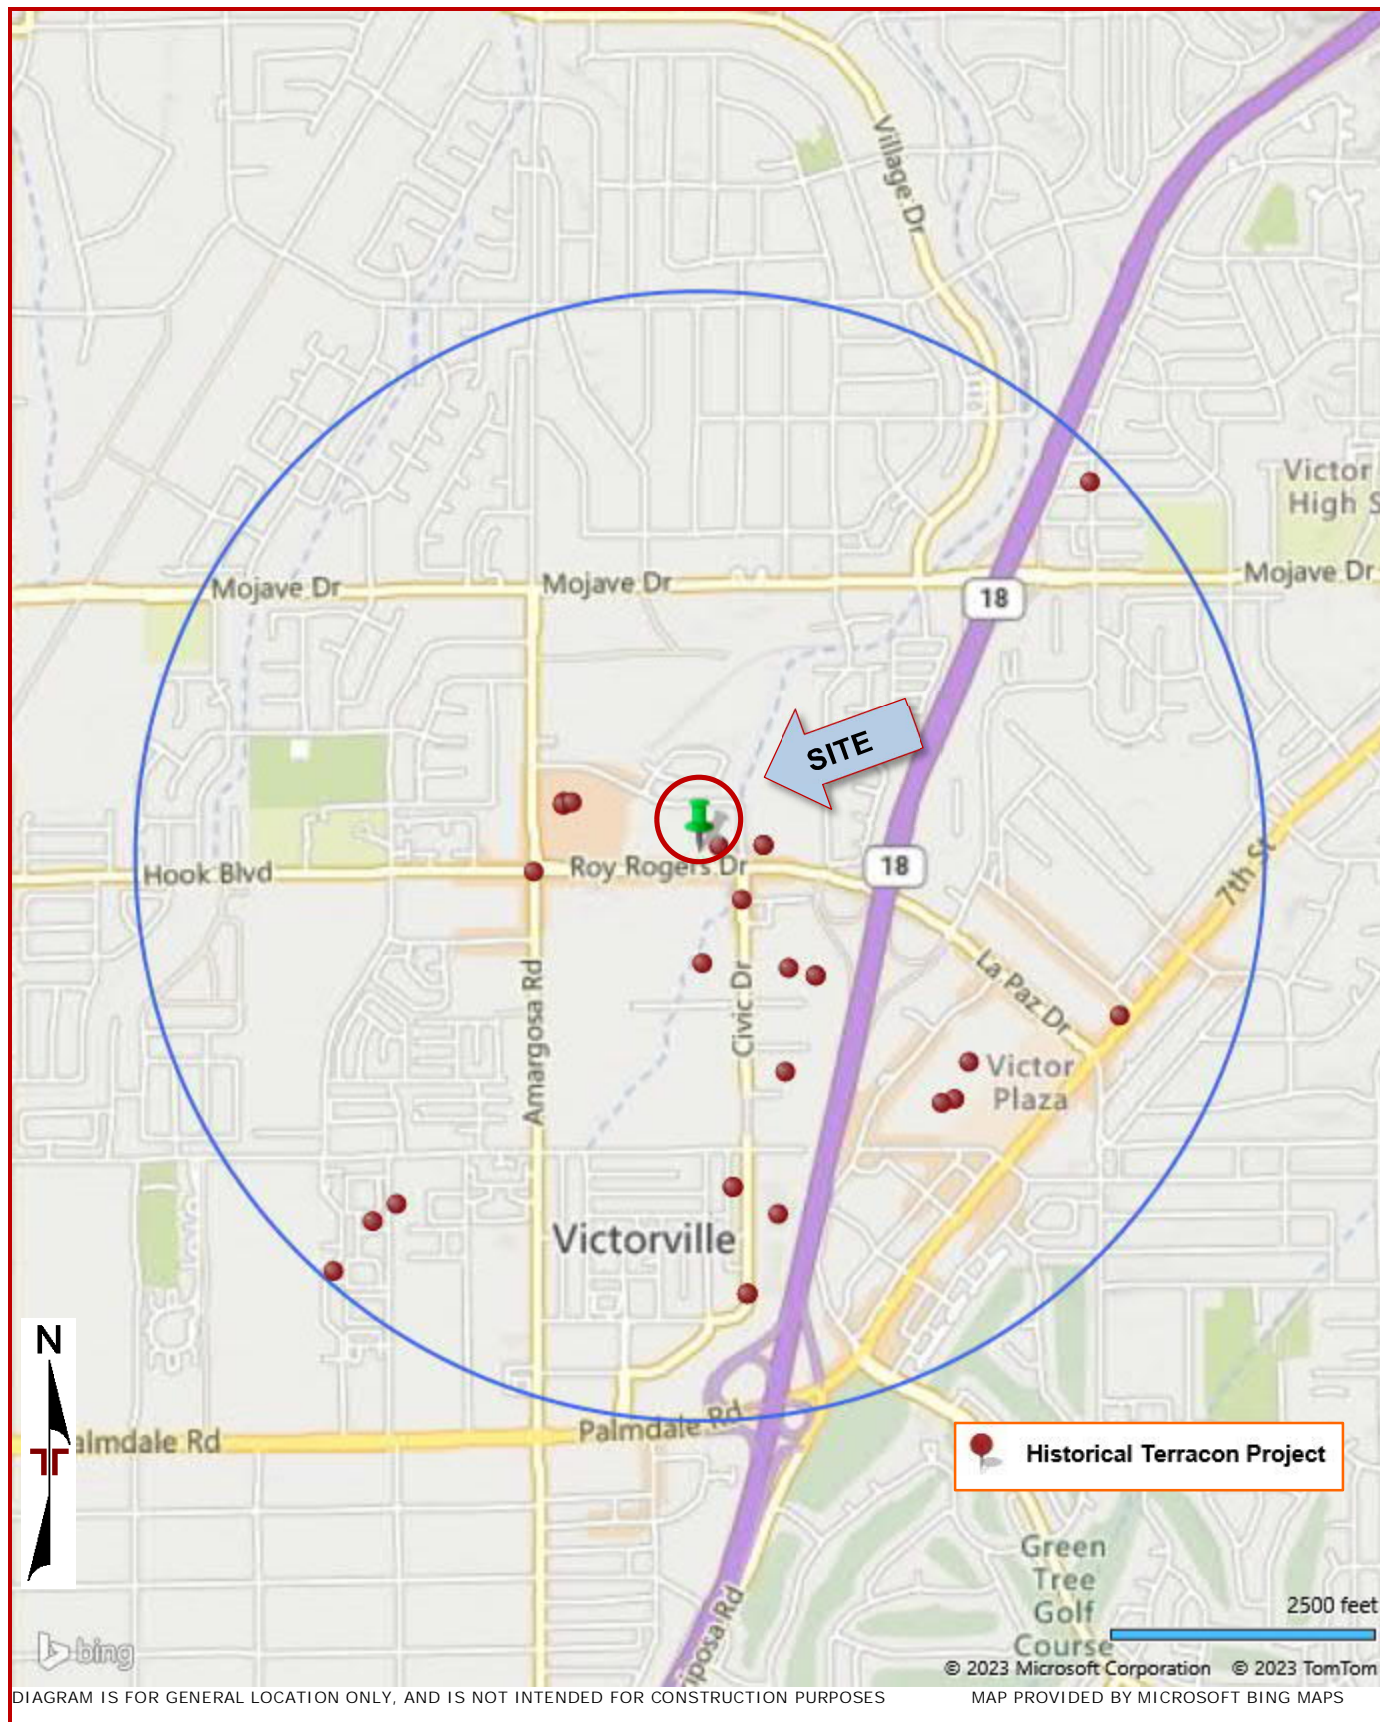 Village Dr
Victor
High S
Mojave Dr
Mojave Dr
Mojave Dr
18
SITE
Hook Blvd
Roy Rogers Dr
18
7th St
La Paz Dr
Amargosa Rd
Civic Dr
Victor
Plaza
Victorville
N
Palmdale Rd
almdale Rd
Historical Terracon Project
Green
Tree
Golf
Course
2500 feet
iposa Rd
bing
© 2023 Microsoft Corporation © 2023 TomTom
DIAGRAM IS FOR GENERAL LOCATION ONLY, AND IS NOT INTENDED FOR CONSTRUCTION PURPOSES MAP PROVIDED BY MICROSOFT BING MAPS